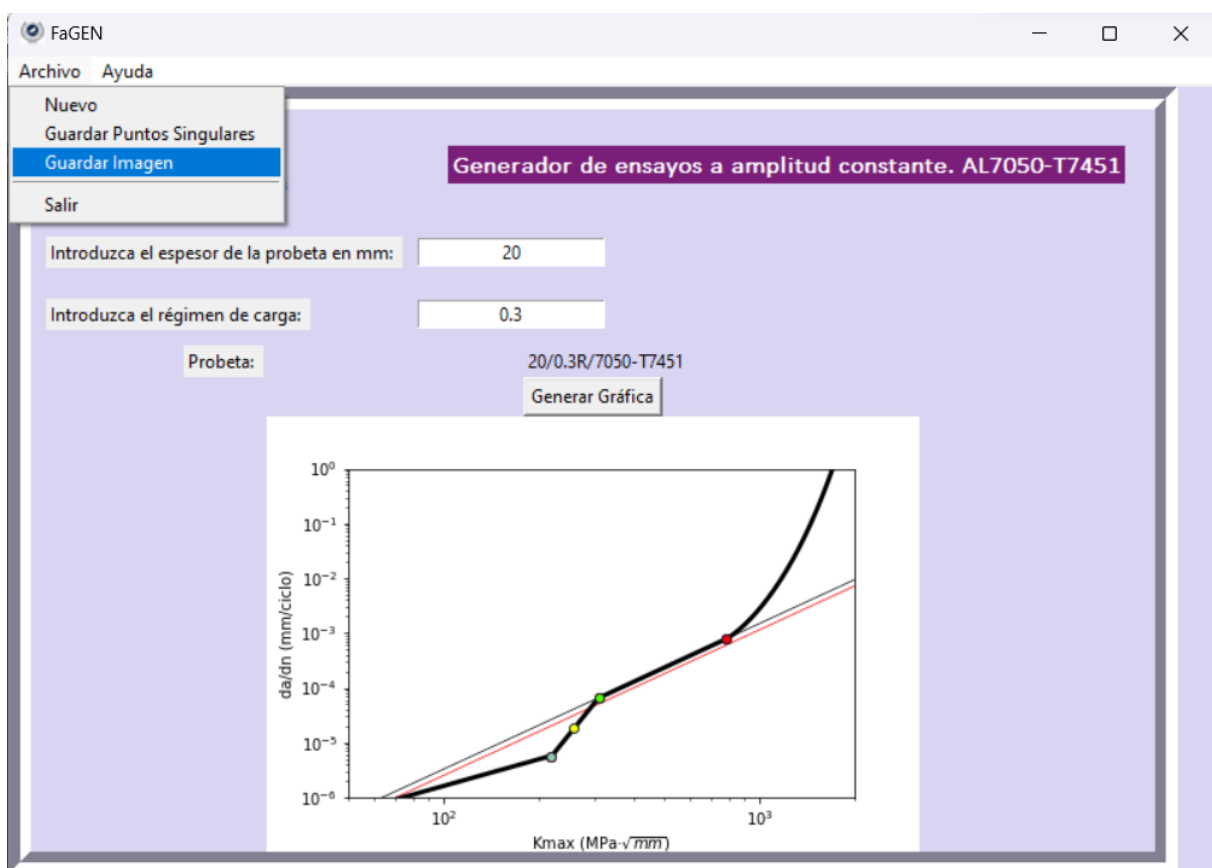 FaGEN
Archivo Ayuda
Nuevo
Guardar Puntos Singulares
Guardar Imagen
Salir
Generador de ensayos a amplitud constante. AL7050-T7451
Introduzca el espesor de la probeta en mm: 20
Introduzca el régimen de carga: 0.3
Probeta: 20/0.3R/7050-T7451
Generar Gráfica
10⁰
10⁻¹
10⁻²
10⁻³
10⁻⁴
10⁻⁵
10⁻⁶
da/dn (mm/ciclo)
10² 10³
Kmax (MPa·√mm)